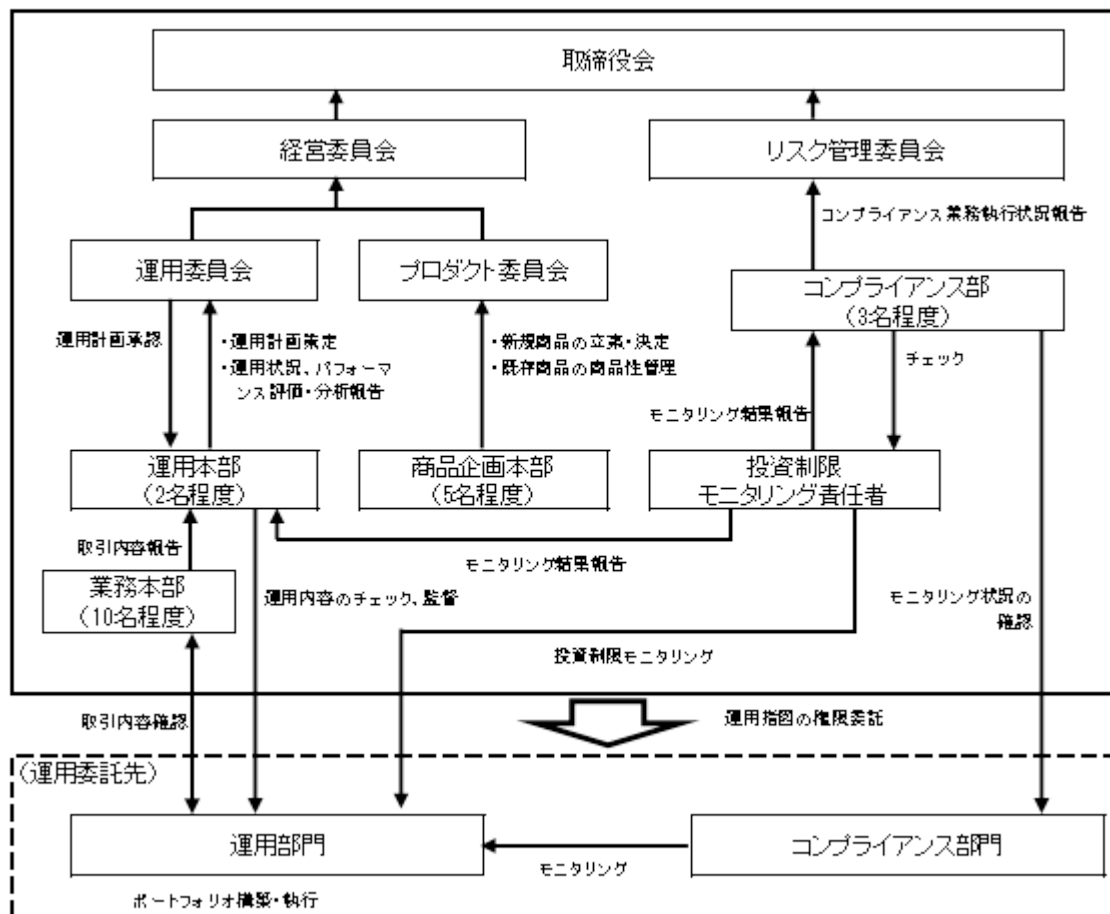 取締役会
経営委員会
リスク管理委員会
コンプライアンス業務執行状況報告
運用委員会
プロダクト委員会
コンプライアンス部
(3名程度)
運用計画承認
・運用計画策定
・運用状況、パフォーマ
ンス評価・分析報告
・新規商品の立案・決定
・既存商品の商品性管理
チェック
モニタリング結果報告
運用本部
(2名程度)
商品企画本部
(5名程度)
投資制限
モニタリング責任者
取引内容報告
モニタリング結果報告
業務本部
(10名程度)
運用内容のチェック、監督
モニタリング状況の
確認
投資制限モニタリング
取引内容確認
運用指図の権限委託
(運用委託先)
運用部門
モニタリング
コンプライアンス部門
ポートフォリオ構築・執行